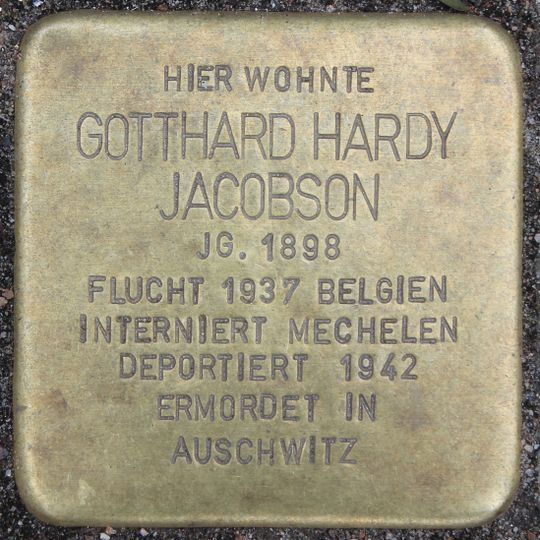 HIER WOHNTE
GOTTHARD HARDY
JACOBSON
JG. 1898
FLUCHT 1937 BELGIEN
INTERNIERT MECHELEN
DEPORTIERT 1942
ERMORDET IN
AUSCHWITZ